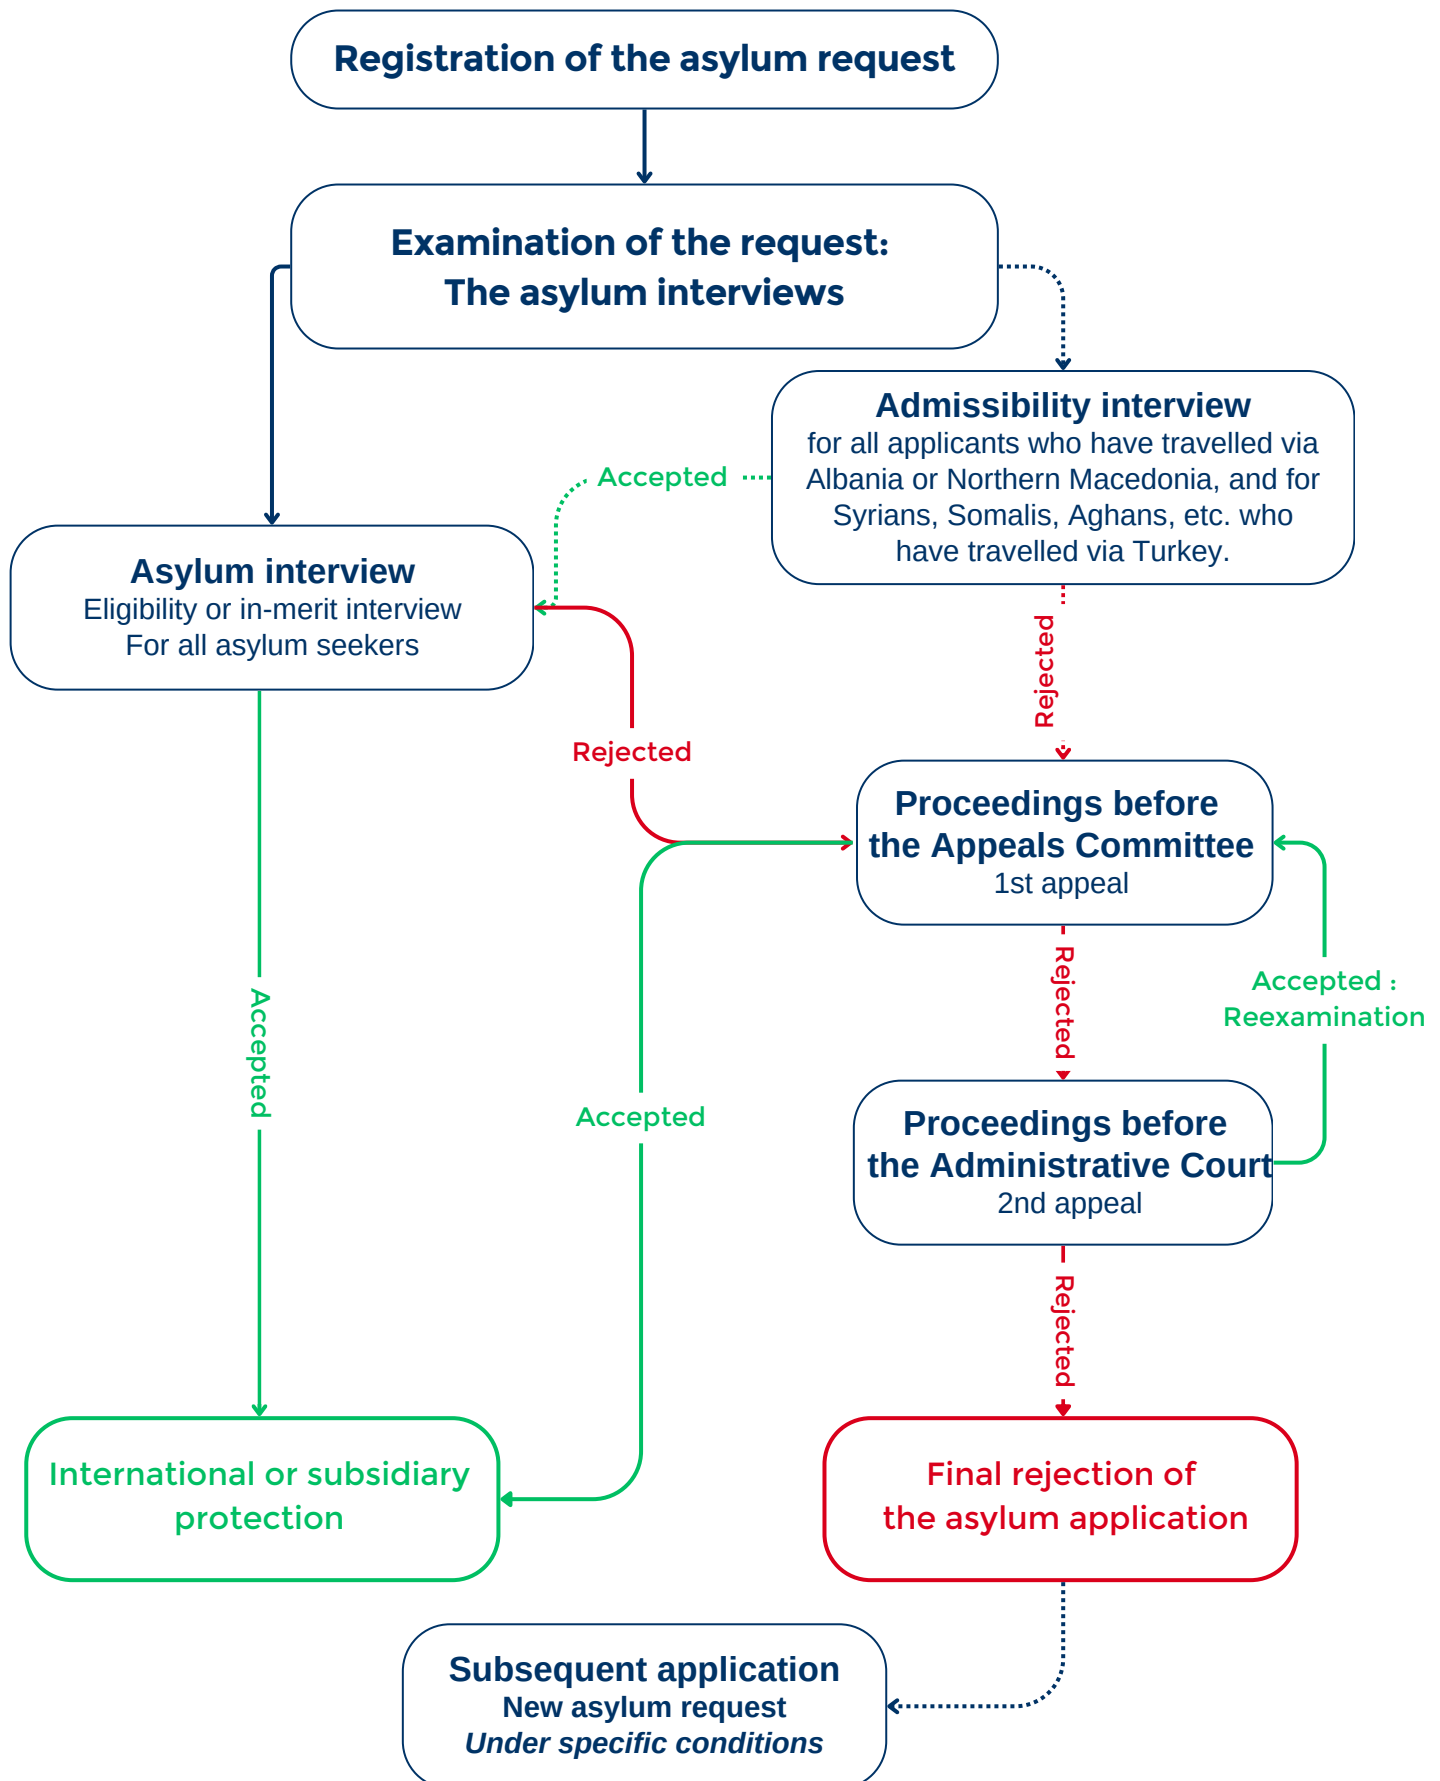 Registration of the asylum request
Examination of the request:
The asylum interviews
Admissibility interview
for all applicants who have travelled via
Albania or Northern Macedonia, and for
Syrians, Somalis, Aghans, etc. who
have travelled via Turkey.
Accepted
Asylum interview
Eligibility or in-merit interview
For all asylum seekers
Rejected
Rejected
Proceedings before
the Appeals Committee
1st appeal
Rejected
Accepted :
Reexamination
Accepted
Accepted
Proceedings before
the Administrative Court
2nd appeal
Rejected
International or subsidiary
protection
Final rejection of
the asylum application
Subsequent application
New asylum request
Under specific conditions